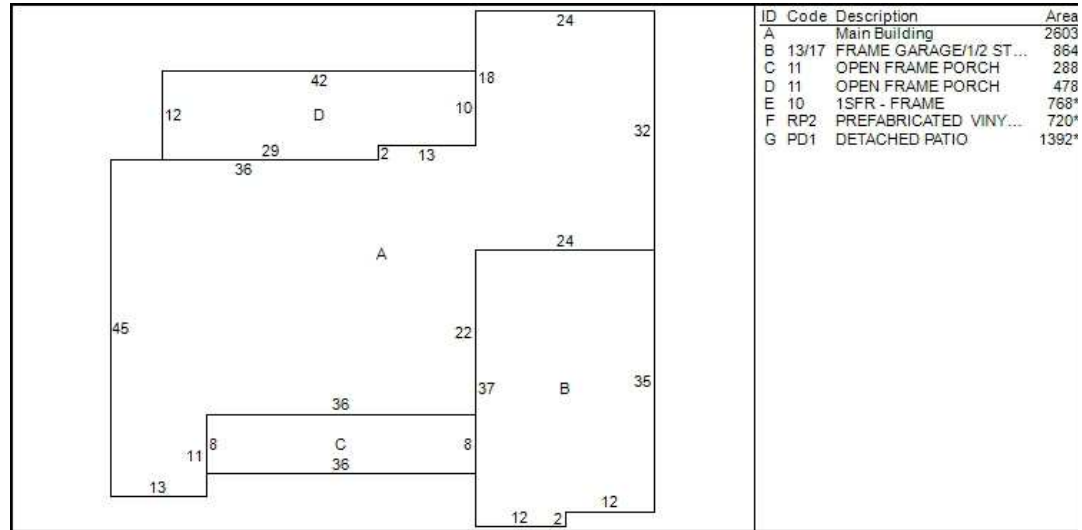 24
18
42
12
D
10
32
29
2
13
36
24
A
45
22
37
B
35
36
11
8
C
8
36
13
12
2
12
ID Code Description Area
A Main Building 2603
B 13/17 FRAME GARAGE/1/2 ST... 864
C 11 OPEN FRAME PORCH 288
D 11 OPEN FRAME PORCH 478
E 10 1SFR - FRAME 768*
F RP2 PREFABRICATED VINY... 720*
G PD1 DETACHED PATIO 1392*